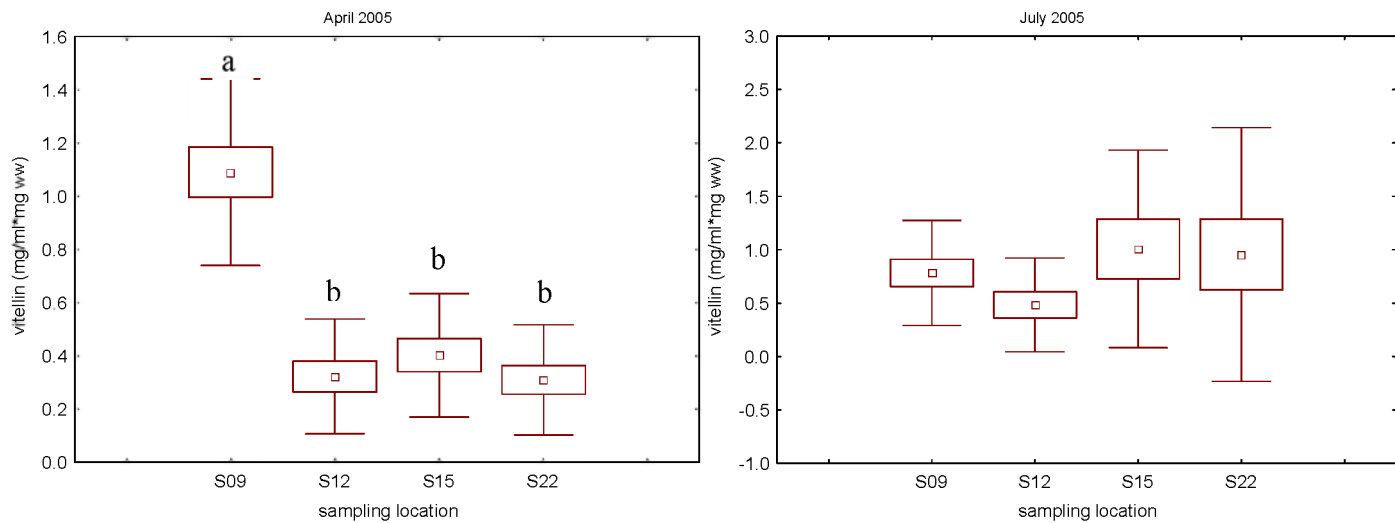 April 2005
1.6
1.4
1.2
1.0
0.8
0.6
0.4
0.2
0.0
vitellin (mg/ml*mg ww)
a
b
b
b
S09 S12 S15 S22
sampling location
July 2005
3.0
2.5
2.0
1.5
1.0
0.5
0.0
-0.5
-1.0
vitellin (mg/ml*mg ww)
S09 S12 S15 S22
sampling location